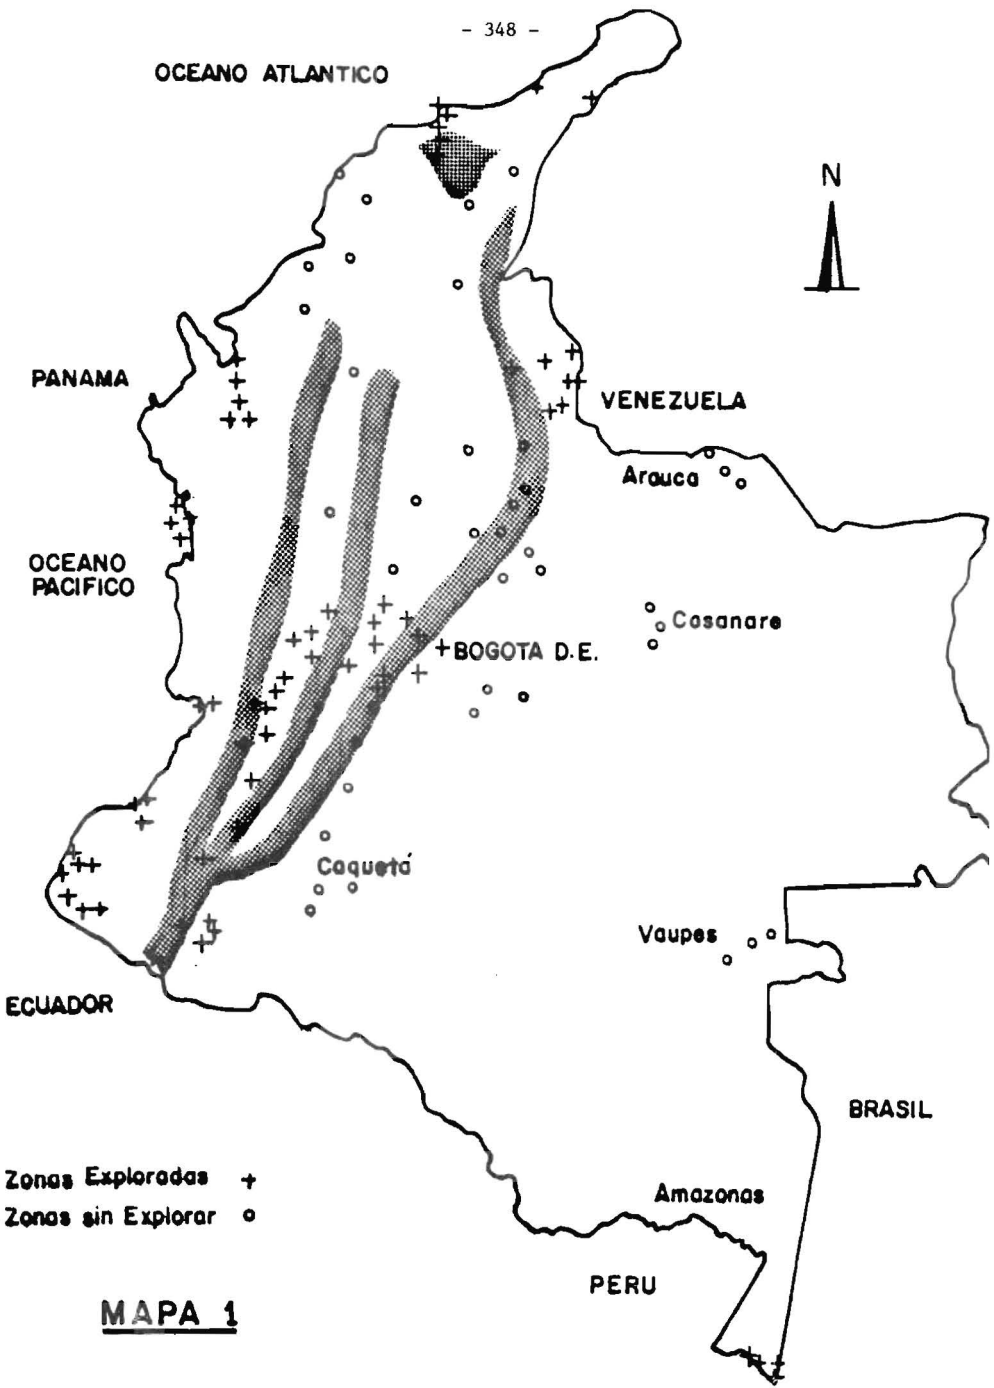 - 348 -
OCEANO ATLANTICO
N
PANAMA
VENEZUELA
Arauca
OCEANO
PACIFICO
Casanare
BOGOTA D.E.
Caquetá
Vaupes
ECUADOR
BRASIL
Zonas Exploradas +
Amazonas
Zonas sin Explorar o
PERU
MAPA 1